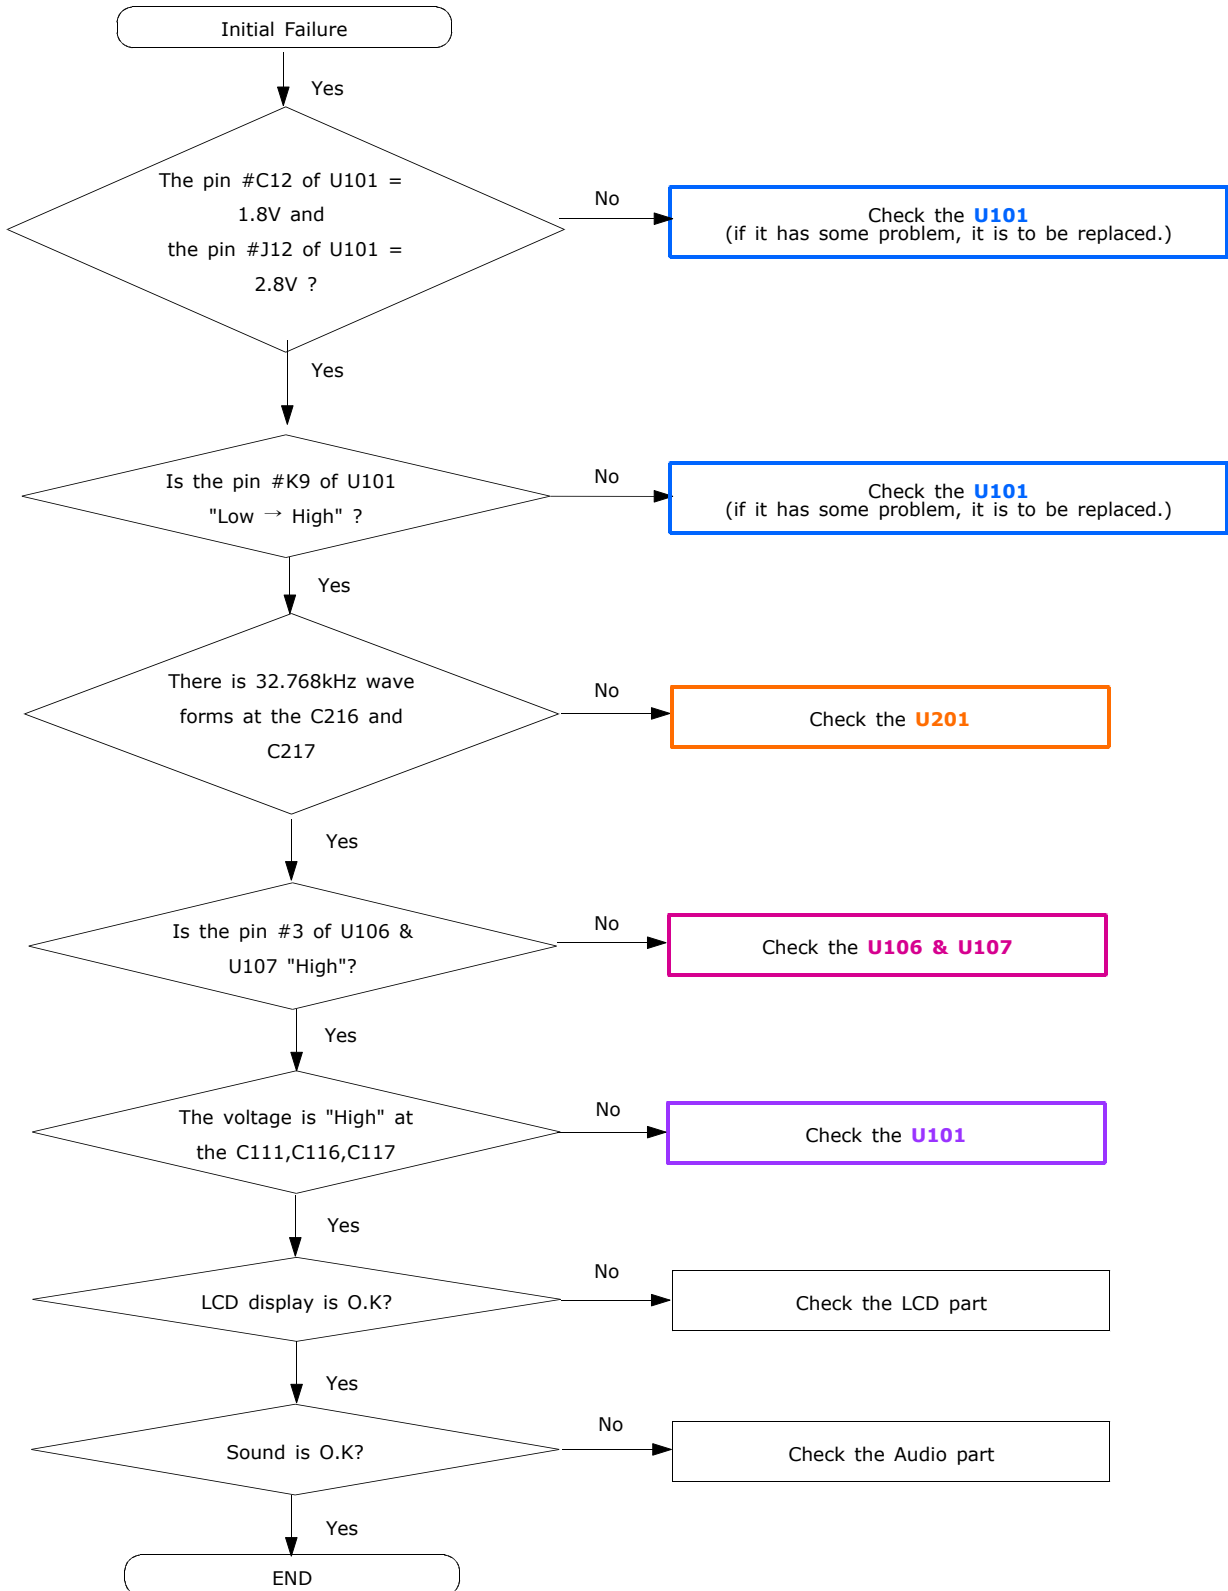 Initial Failure
Yes
The pin #C12 of U101 =
1.8V and
the pin #J12 of U101 =
2.8V ?
No
Check the U101
(if it has some problem, it is to be replaced.)
Yes
Is the pin #K9 of U101
"Low → High" ?
No
Check the U101
(if it has some problem, it is to be replaced.)
Yes
There is 32.768kHz wave
forms at the C216 and
C217
No
Check the U201
Yes
Is the pin #3 of U106 &
U107 "High"?
No
Check the U106 & U107
Yes
The voltage is "High" at
the C111,C116,C117
No
Check the U101
Yes
LCD display is O.K?
No
Check the LCD part
Yes
Sound is O.K?
No
Check the Audio part
Yes
END